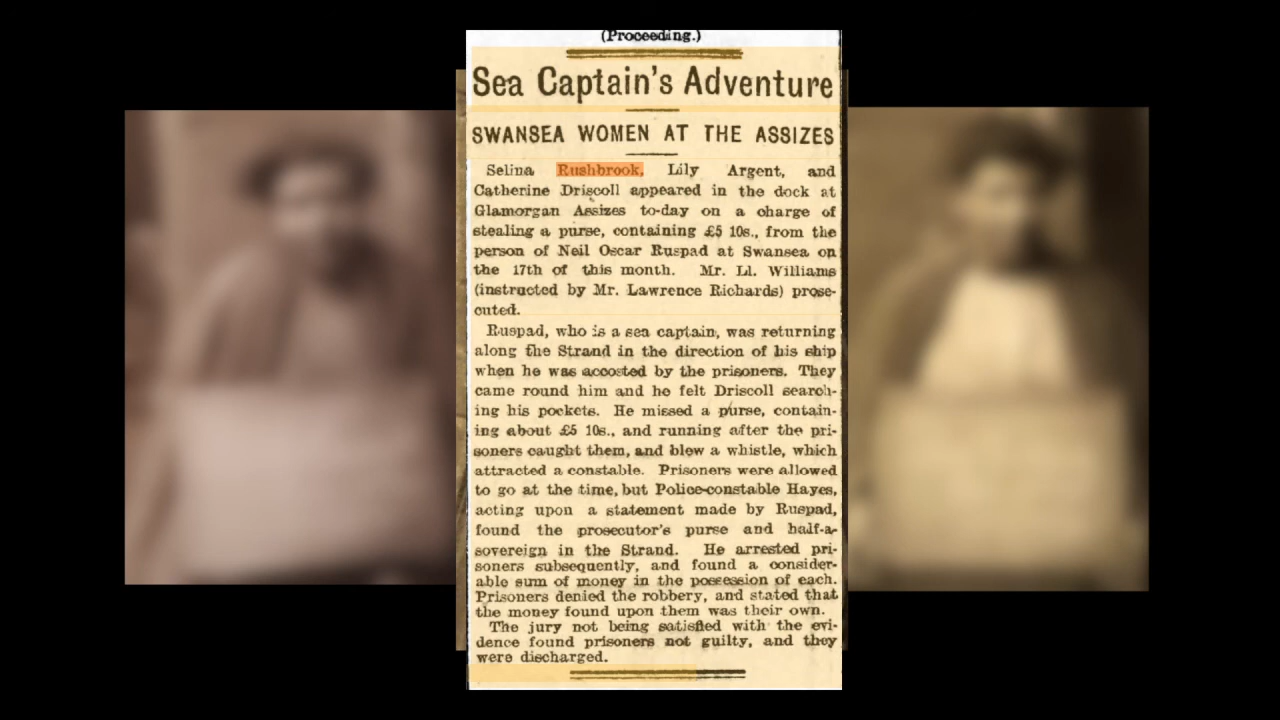 (Proceeding.)
Sea Captain's Adventure
SWANSEA WOMEN AT THE ASSIZES
Selina Rushbrook, Lily Argent, and
Catherine Driscoll appeared in the dock at
Glamorgan Assizes to-day on a charge of
stealing a purse, containing £5 10s., from the
person of Neil Oscar Ruspad at Swansea on
the 17th of this month. Mr. Ll. Williams
(instructed by Mr. Lawrence Richards) prose-
cuted.
Ruspad, who is a sea captain, was returning
along the Strand in the direction of his ship
when he was accosted by the prisoners. They
came round him and he felt Driscoll search-
ing his pockets. He missed a purse, contain-
ing about £5 10s., and running after the pri-
soners caught them, and blew a whistle, which
attracted a constable. Prisoners were allowed
to go at the time, but Police-constable Hayes,
acting upon a statement made by Ruspad,
found the prosecutor's purse and half-a-
sovereign in the Strand. He arrested pri-
soners subsequently, and found a consider-
able sum of money in the possession of each.
Prisoners denied the robbery, and stated that
the money found upon them was their own.
The jury not being satisfied with the evi-
dence found prisoners not guilty, and they
were discharged.